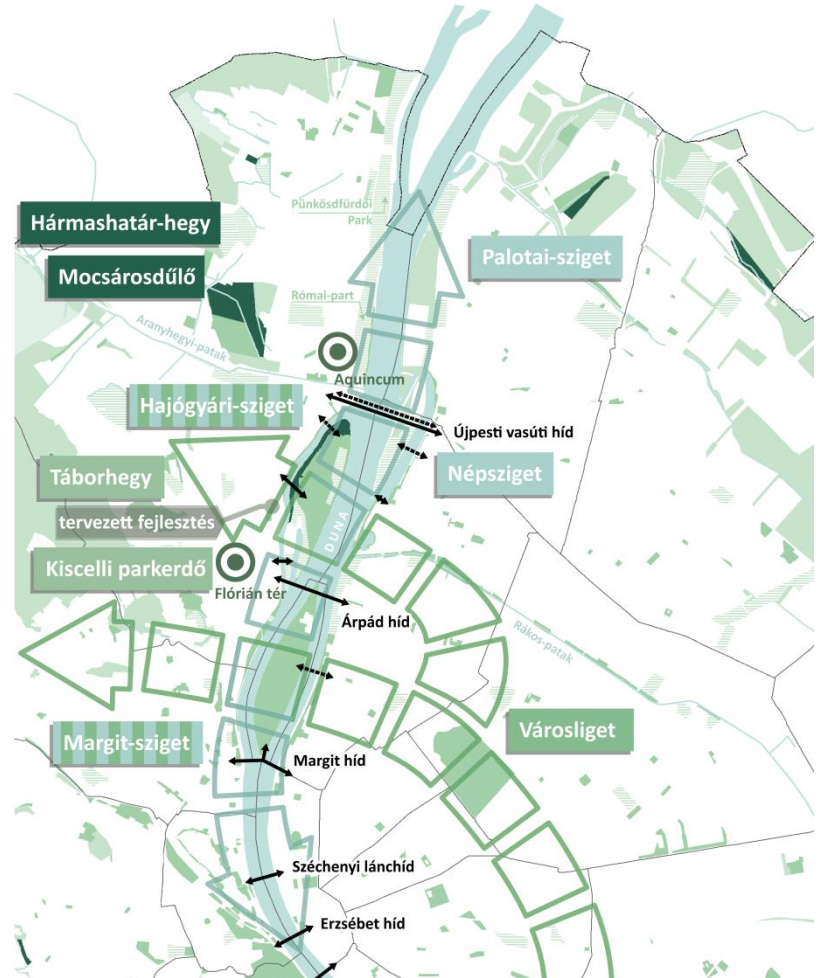 Pünkösdfürdői
Park
Hármashatár-hegy
Palotai-sziget
Mocsárosdűlő
Római-part
Aranyhegyi-patak
Aquincum
Hajógyári-sziget
Újpesti vasúti híd
Népsziget
Táborhegy
tervezett fejlesztés
DUNA
Kiscelli parkerdő
Flórián tér
Árpád híd
Rákos-patak
Margit-sziget
Városliget
Margit híd
Széchenyi lánchíd
Erzsébet híd